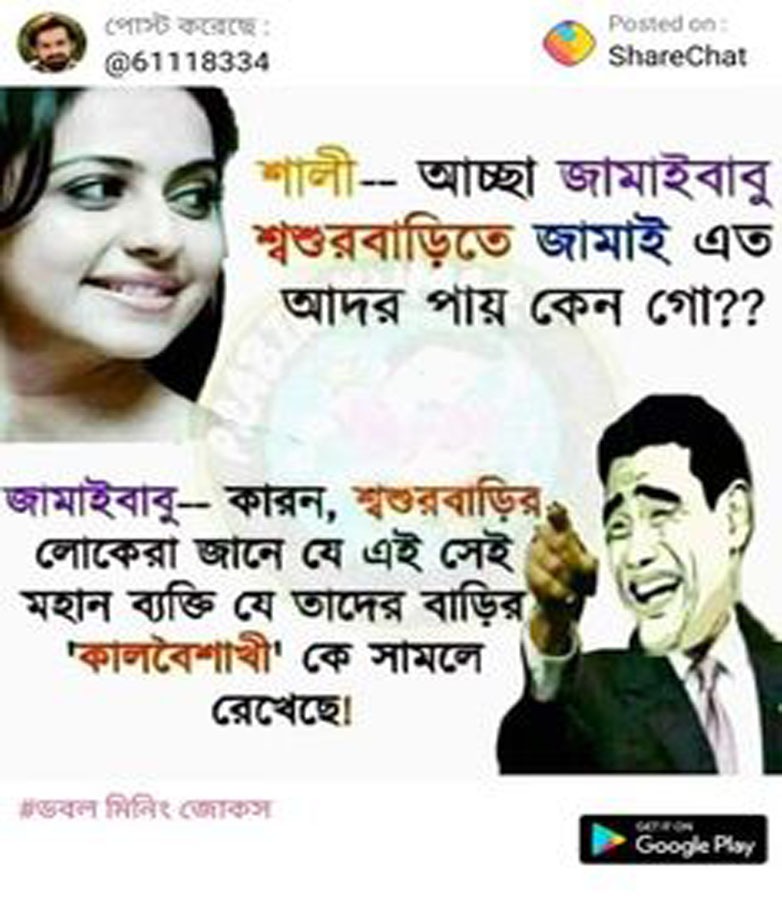 পোস্ট করেছে :
@61118334
Posted on :
ShareChat
শালী-- আচ্ছা জামাইবাবু
শ্বশুরবাড়িতে জামাই এত
আদর পায় কেন গো??
জামাইবাবু-- কারন, শ্বশুরবাড়ির
লোকেরা জানে যে এই সেই
মহান ব্যক্তি যে তাদের বাড়ির
'কালবৈশাখী' কে সামলে
রেখেছে!
#ডবল মিনিং জোকস
GET IT ON
Google Play